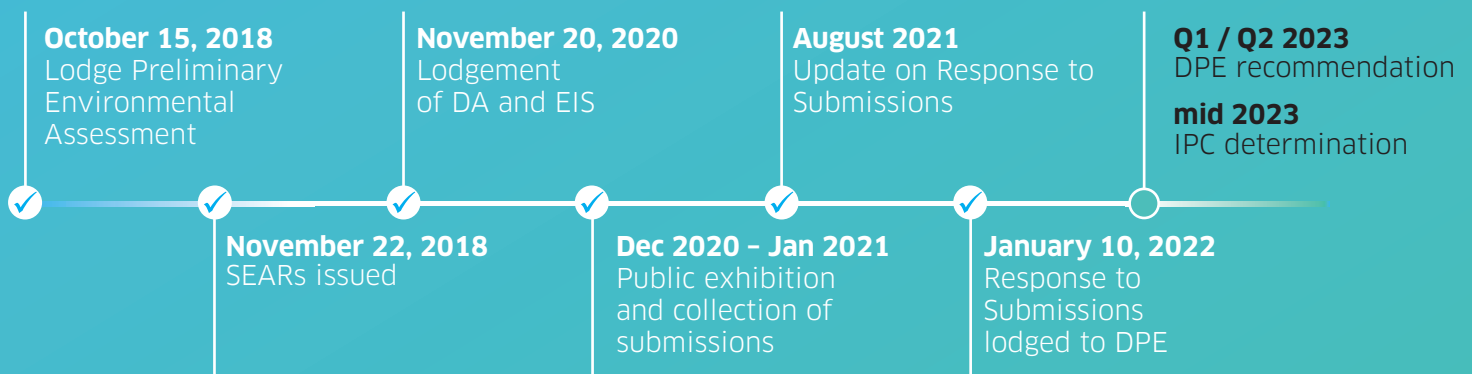 October 15, 2018
Lodge Preliminary
Environmental
Assessment
November 22, 2018
SEARs issued
November 20, 2020
Lodgement
of DA and EIS
Dec 2020 – Jan 2021
Public exhibition
and collection of
submissions
August 2021
Update on Response to
Submissions
January 10, 2022
Response to
Submissions
lodged to DPE
Q1 / Q2 2023
DPE recommendation
mid 2023
IPC determination